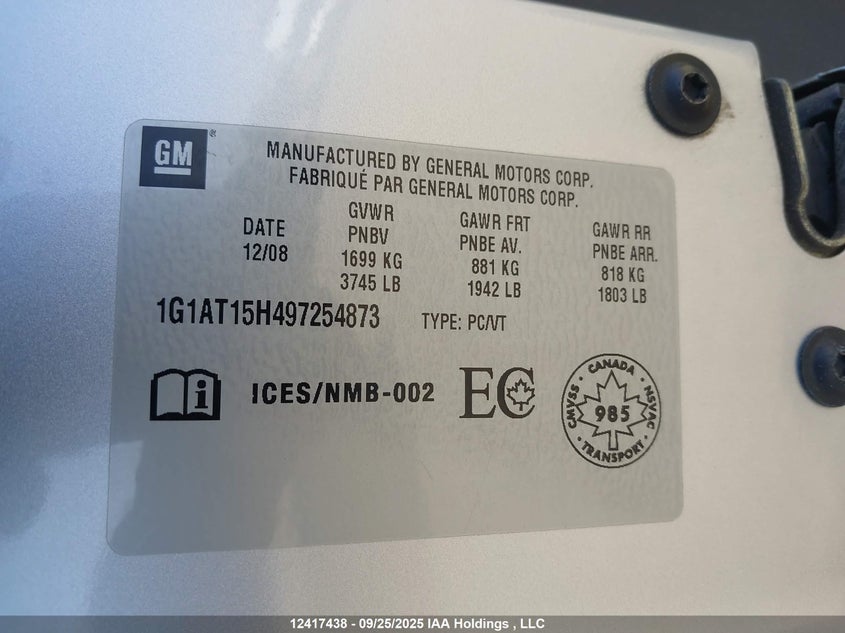 GM
MANUFACTURED BY GENERAL MOTORS CORP.
FABRIQUÉ PAR GENERAL MOTORS CORP.
DATE
12/08
GVWR
PNBV
1699 KG
3745 LB
GAWR FRT
PNBE AV.
881 KG
1942 LB
GAWR RR
PNBE ARR.
818 KG
1803 LB
1G1AT15H497254873 TYPE: PC/VT
i ICES/NMB-002 EC
CANADA
CMVSS 985 NSVAC
TRANSPORT
12417438 - 09/25/2025 IAA Holdings , LLC